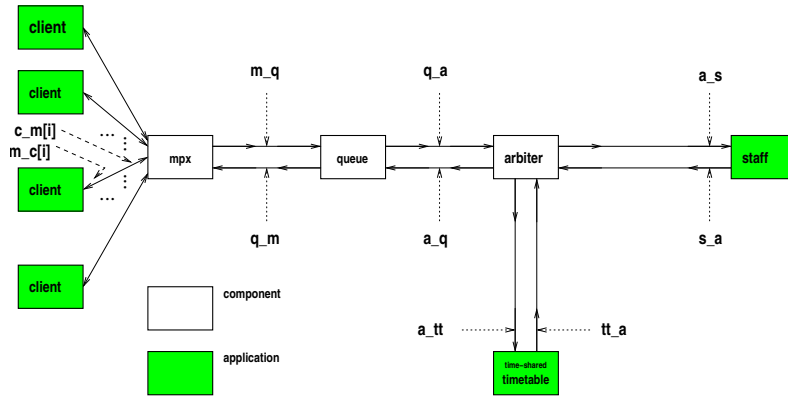 client
m_q
q_a
a_s
client
c_m[i]
m_c[i]
...
mpx
queue
arbiter
staff
client
...
q_m
a_q
s_a
client
component
a_tt
tt_a
application
time-shared
timetable